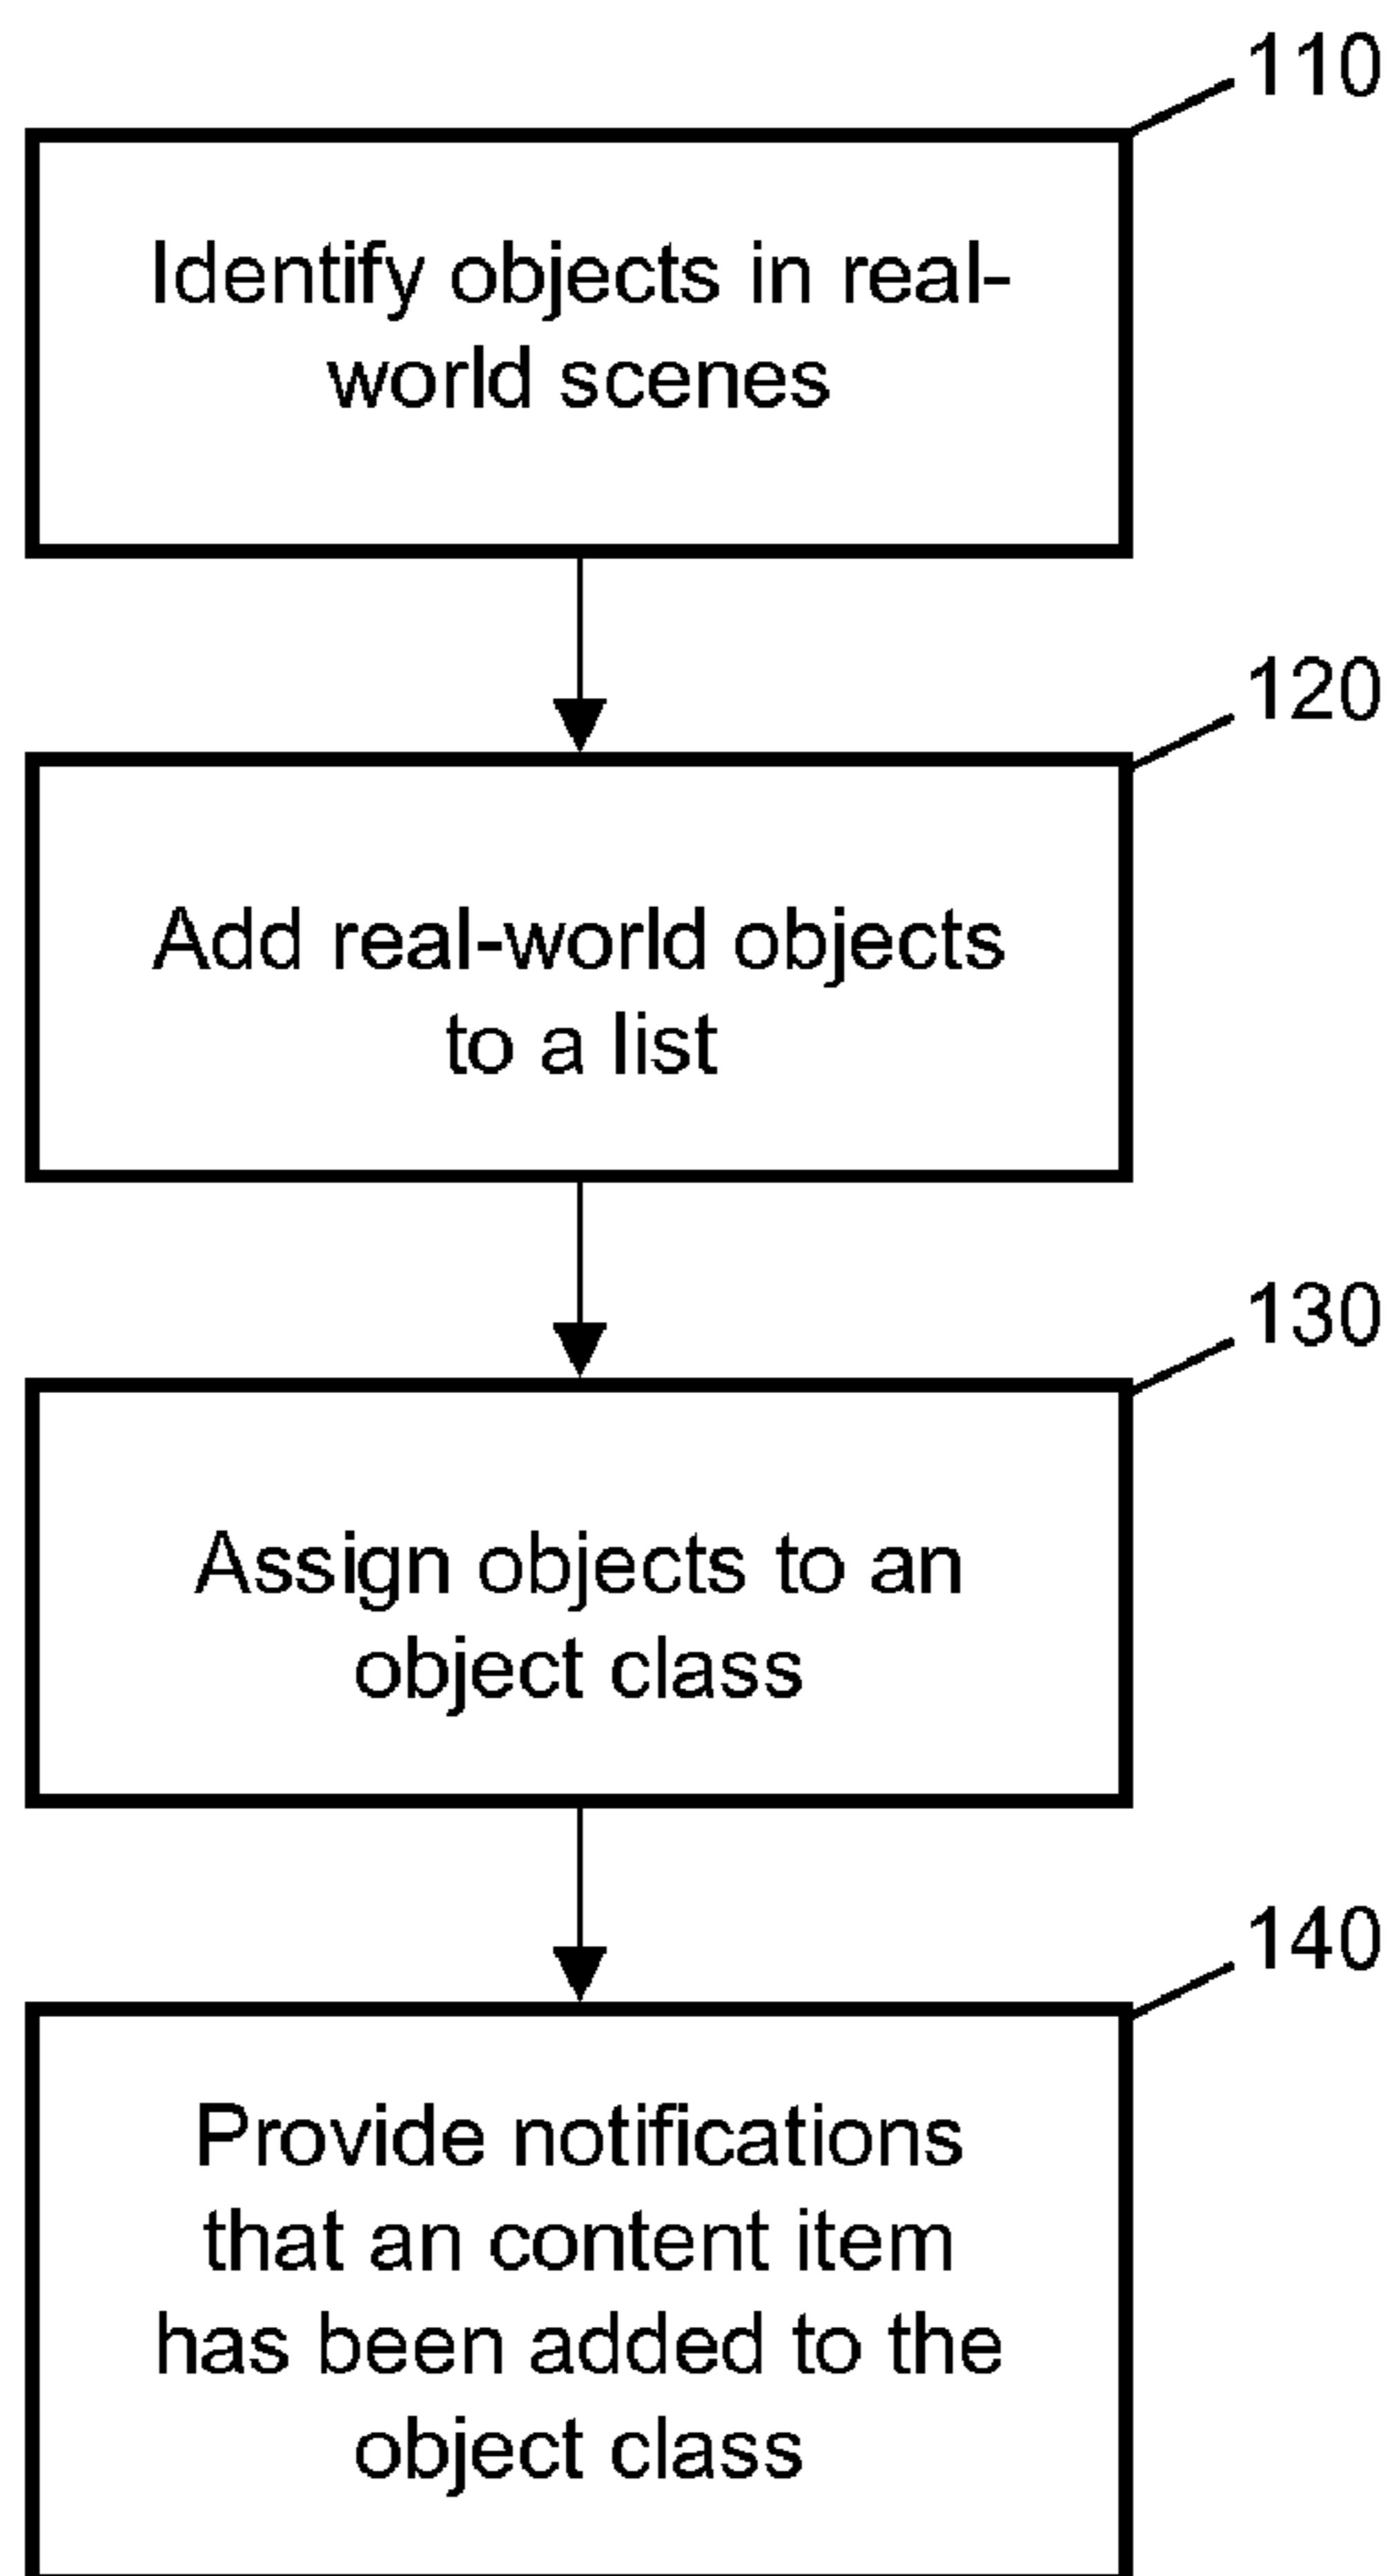 110
Identify objects in real-
world scenes
120
Add real-world objects
to a list
130
Assign objects to an
object class
140
Provide notifications
that an content item
has been added to the
object class